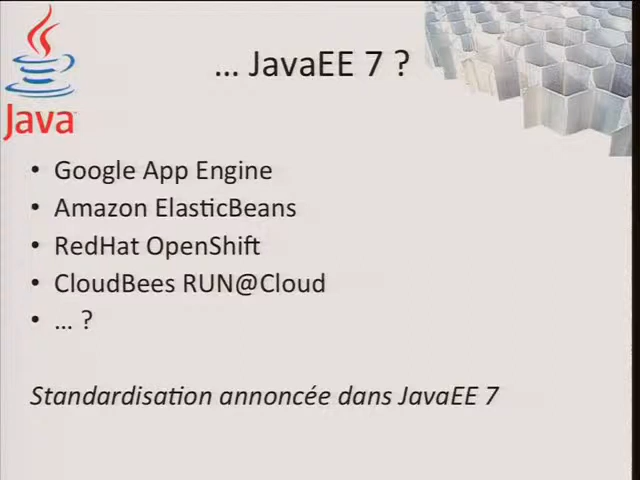 ... JavaEE 7 ?
Java
• Google App Engine
• Amazon ElasticBeans
• RedHat OpenShift
• CloudBees RUN@Cloud
• ... ?
Standardisation annoncée dans JavaEE 7